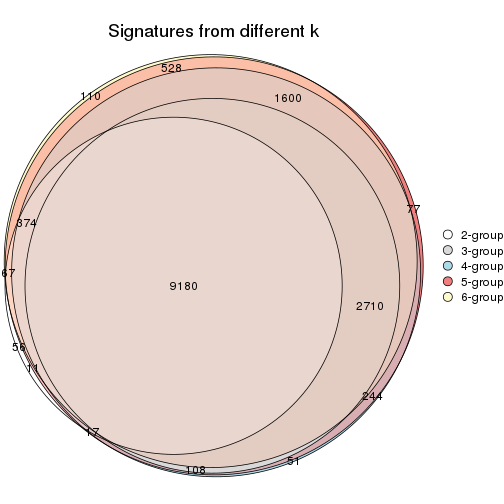 Signatures from different k
528
110
1600
77
374
67
9180
2710
56
11
244
17
108
51
2-group
3-group
4-group
5-group
6-group